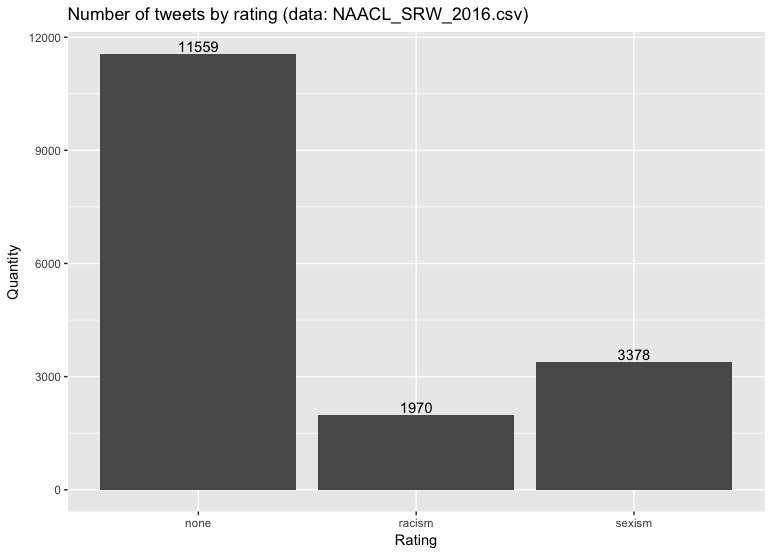 Number of tweets by rating (data: NAACL_SRW_2016.csv)
12000
9000
6000
3000
0
Quantity
11559
1970
3378
none racism sexism
Rating